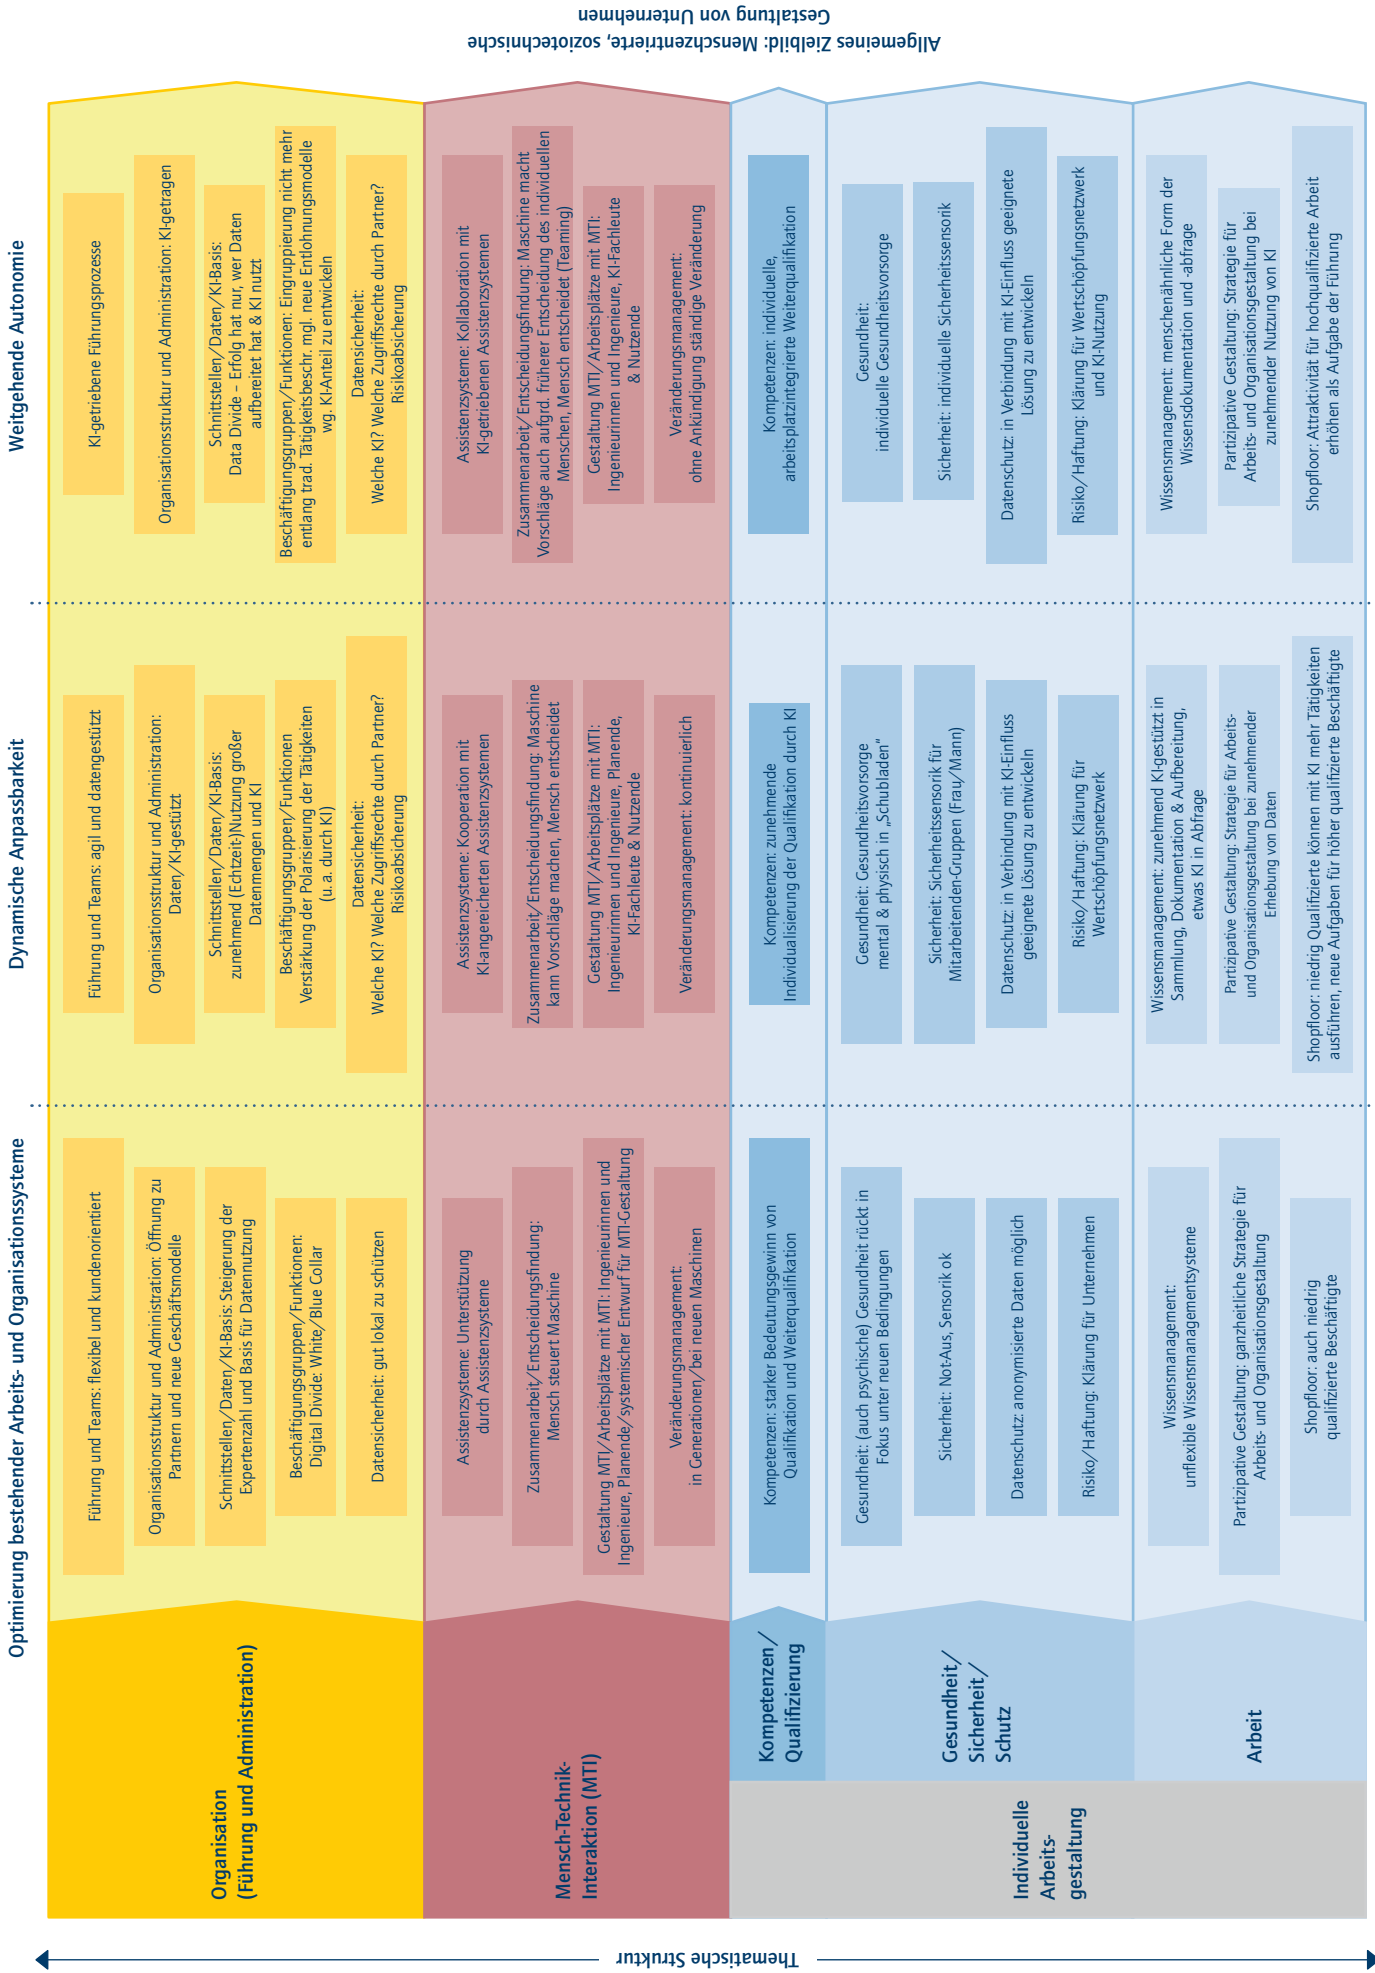 Optimierung bestehender Arbeits- und Organisationssysteme
Dynamische Anpassbarkeit
Weitgehende Autonomie
Thematische Struktur
Organisation
(Führung und Administration)
Führung und Teams: flexibel und kundenorientiert
Führung und Teams: agil und datengestützt
KI-getriebene Führungsprozesse
Organisationsstruktur und Administration: Öffnung zu
Partnern und neue Geschäftsmodelle
Organisationsstruktur und Administration:
Daten/KI-gestützt
Organisationsstruktur und Administration: KI-getragen
Schnittstellen/Daten/KI-Basis: Steigerung der
Expertenzahl und Basis für Datennutzung
Schnittstellen/Daten/KI-Basis:
zunehmend (Echtzeit-)Nutzung großer
Datenmengen und KI
Schnittstellen/Daten/KI-Basis:
Data Divide – Erfolg hat nur, wer Daten
aufbereitet hat & KI nutzt
Beschäftigungsgruppen/Funktionen:
Digital Divide: White/Blue Collar
Beschäftigungsgruppen/Funktionen
Verstärkung der Polarisierung der Tätigkeiten
(u. a. durch KI)
Beschäftigungsgruppen/Funktionen: Eingruppierung nicht mehr
entlang trad. Tätigkeitsbeschr. mgl. neue Entlohnungsmodelle
wg. KI-Anteil zu entwickeln
Datensicherheit: gut lokal zu schützen
Datensicherheit:
Welche KI? Welche Zugriffsrechte durch Partner?
Risikoabsicherung
Datensicherheit:
Welche KI? Welche Zugriffsrechte durch Partner?
Risikoabsicherung
Mensch-Technik-
Interaktion (MTI)
Assistenzsysteme: Unterstützung
durch Assistenzsysteme
Assistenzsysteme: Kooperation mit
KI-angereicherten Assistenzsystemen
Assistenzsysteme: Kollaboration mit
KI-getriebenen Assistenzsystemen
Zusammenarbeit/Entscheidungsfindung:
Mensch steuert Maschine
Zusammenarbeit/Entscheidungsfindung: Maschine
kann Vorschläge machen, Mensch entscheidet
Zusammenarbeit/Entscheidungsfindung: Maschine macht
Vorschläge auch aufgrd. früherer Entscheidung des individuellen
Menschen, Mensch entscheidet (Teaming)
Gestaltung MTI/Arbeitsplätze mit MTI: Ingenieurinnen und
Ingenieure, Planende/systemischer Entwurf für MTI-Gestaltung
Gestaltung MTI/Arbeitsplätze mit MTI:
Ingenieurinnen und Ingenieure, Planende,
KI-Fachleute & Nutzende
Gestaltung MTI/Arbeitsplätze mit MTI:
Ingenieurinnen und Ingenieure, KI-Fachleute
& Nutzende
Veränderungsmanagement:
in Generationen/bei neuen Maschinen
Veränderungsmanagement: kontinuierlich
Veränderungsmanagement:
ohne Ankündigung ständige Veränderung
Individuelle
Arbeits-
gestaltung
Kompetenzen/
Qualifizierung
Kompetenzen: starker Bedeutungsgewinn von
Qualifikation und Weiterqualifikation
Kompetenzen: zunehmende
Individualisierung der Qualifikation durch KI
Kompetenzen: individuelle,
arbeitsplatzintegrierte Weiterqualifikation
Gesundheit/
Sicherheit/
Schutz
Gesundheit: (auch psychische) Gesundheit rückt in
Fokus unter neuen Bedingungen
Gesundheit: Gesundheitsvorsorge
mental & physisch in „Schubladen“
Gesundheit:
individuelle Gesundheitsvorsorge
Sicherheit: Not-Aus, Sensorik ok
Sicherheit: Sicherheitssensorik für
Mitarbeitenden-Gruppen (Frau/Mann)
Sicherheit: individuelle Sicherheitssensorik
Datenschutz: anonymisierte Daten möglich
Datenschutz: in Verbindung mit KI-Einfluss
geeignete Lösung zu entwickeln
Datenschutz: in Verbindung mit KI-Einfluss geeignete
Lösung zu entwickeln
Risiko/Haftung: Klärung für Unternehmen
Risiko/Haftung: Klärung für
Wertschöpfungsnetzwerk
Risiko/Haftung: Klärung für Wertschöpfungsnetzwerk
und KI-Nutzung
Arbeit
Wissensmanagement:
unflexible Wissensmanagementsysteme
Wissensmanagement: zunehmend KI-gestützt in
Sammlung, Dokumentation & Aufbereitung,
etwas KI in Abfrage
Wissensmanagement: menschenähnliche Form der
Wissensdokumentation und -abfrage
Partizipative Gestaltung: ganzheitliche Strategie für
Arbeits- und Organisationsgestaltung
Partizipative Gestaltung: Strategie für Arbeits-
und Organisationsgestaltung bei zunehmender
Erhebung von Daten
Partizipative Gestaltung: Strategie für
Arbeits- und Organisationsgestaltung bei
zunehmender Nutzung von KI
Shopfloor: auch niedrig
qualifizierte Beschäftigte
Shopfloor: niedrig Qualifizierte können mit KI mehr Tätigkeiten
ausführen, neue Aufgaben für höher qualifizierte Beschäftigte
Shopfloor: Attraktivität für hochqualifizierte Arbeit
erhöhen als Aufgabe der Führung
Allgemeines Zielbild: Menschzentrierte, soziotechnische
Gestaltung von Unternehmen